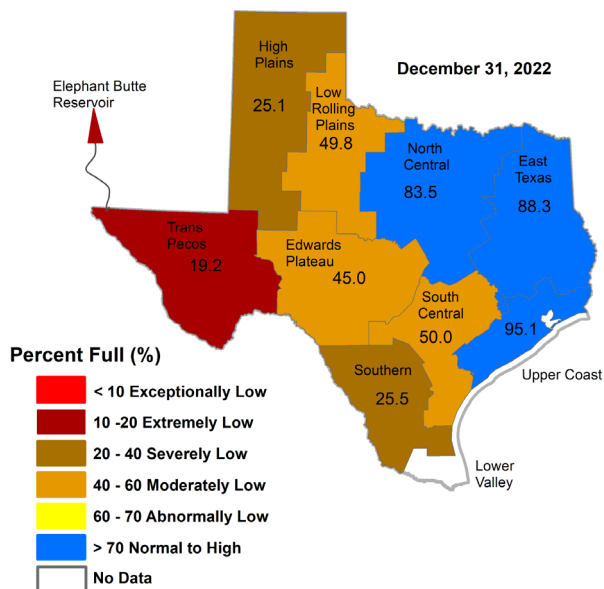 High
Plains
25.1
December 31, 2022
Elephant Butte
Reservoir
Low
Rolling
Plains
49.8
North
Central
83.5
East
Texas
88.3
Trans
Pecos
19.2
Edwards
Plateau
45.0
South
Central
50.0
95.1
Upper Coast
Southern
25.5
Lower
Valley
Percent Full (%)
< 10 Exceptionally Low
10 -20 Extremely Low
20 - 40 Severely Low
40 - 60 Moderately Low
60 - 70 Abnormally Low
> 70 Normal to High
No Data